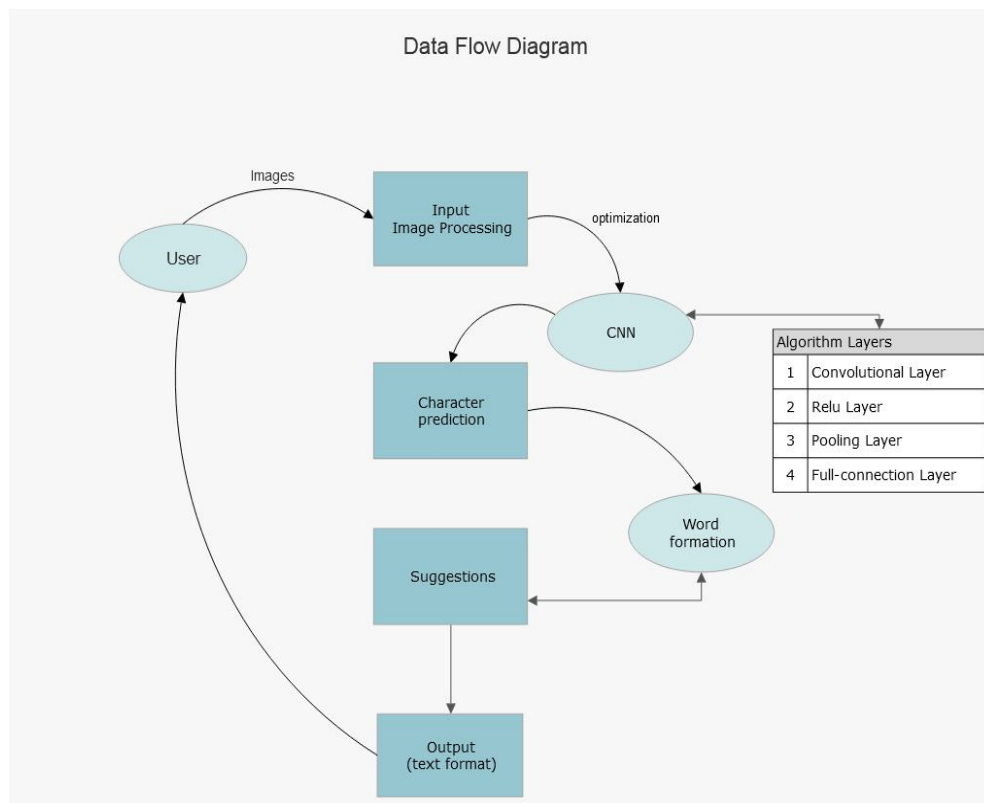 Data Flow Diagram
Images
Input
Image Processing
optimization
User
CNN
Algorithm Layers
1 Convolutional Layer
2 Relu Layer
3 Pooling Layer
4 Full-connection Layer
Character
prediction
Word
formation
Suggestions
Output
(text format)